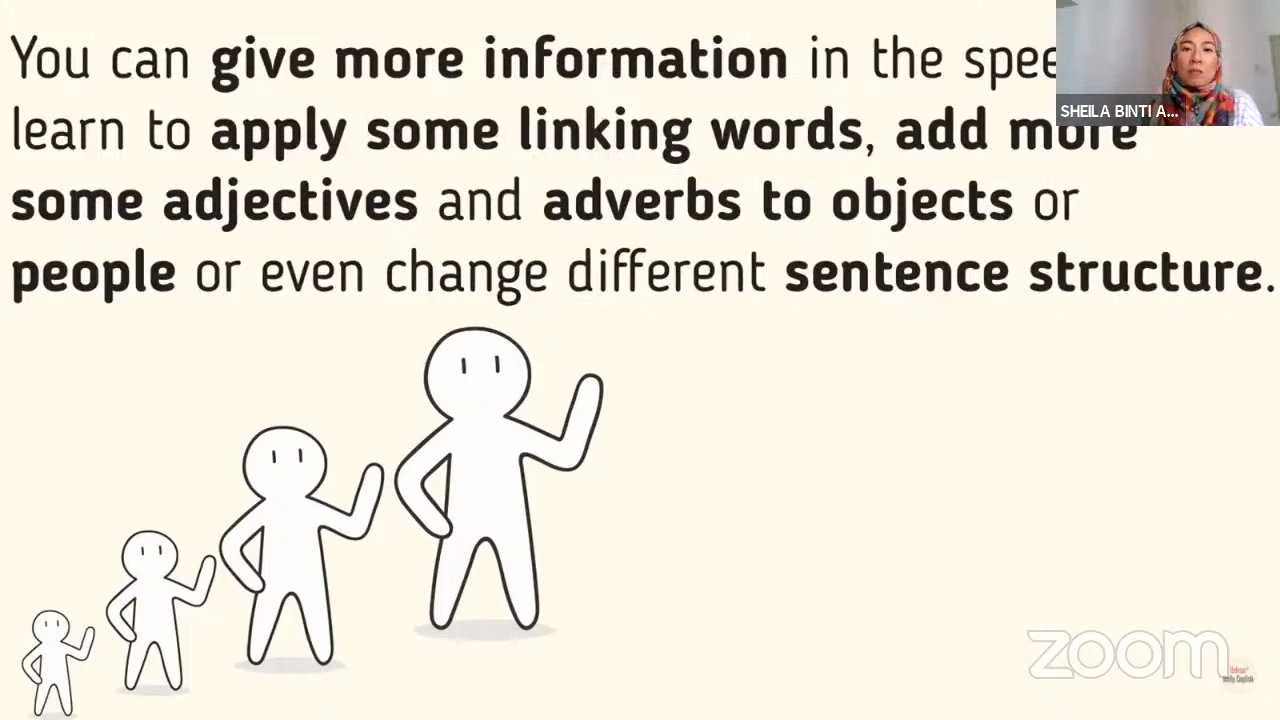 You can give more information in the
learn to apply some linking words, add more
some adjectives and adverbs to objects or
people or even change different sentence structure.
SHEILA BINTI A...
zoom